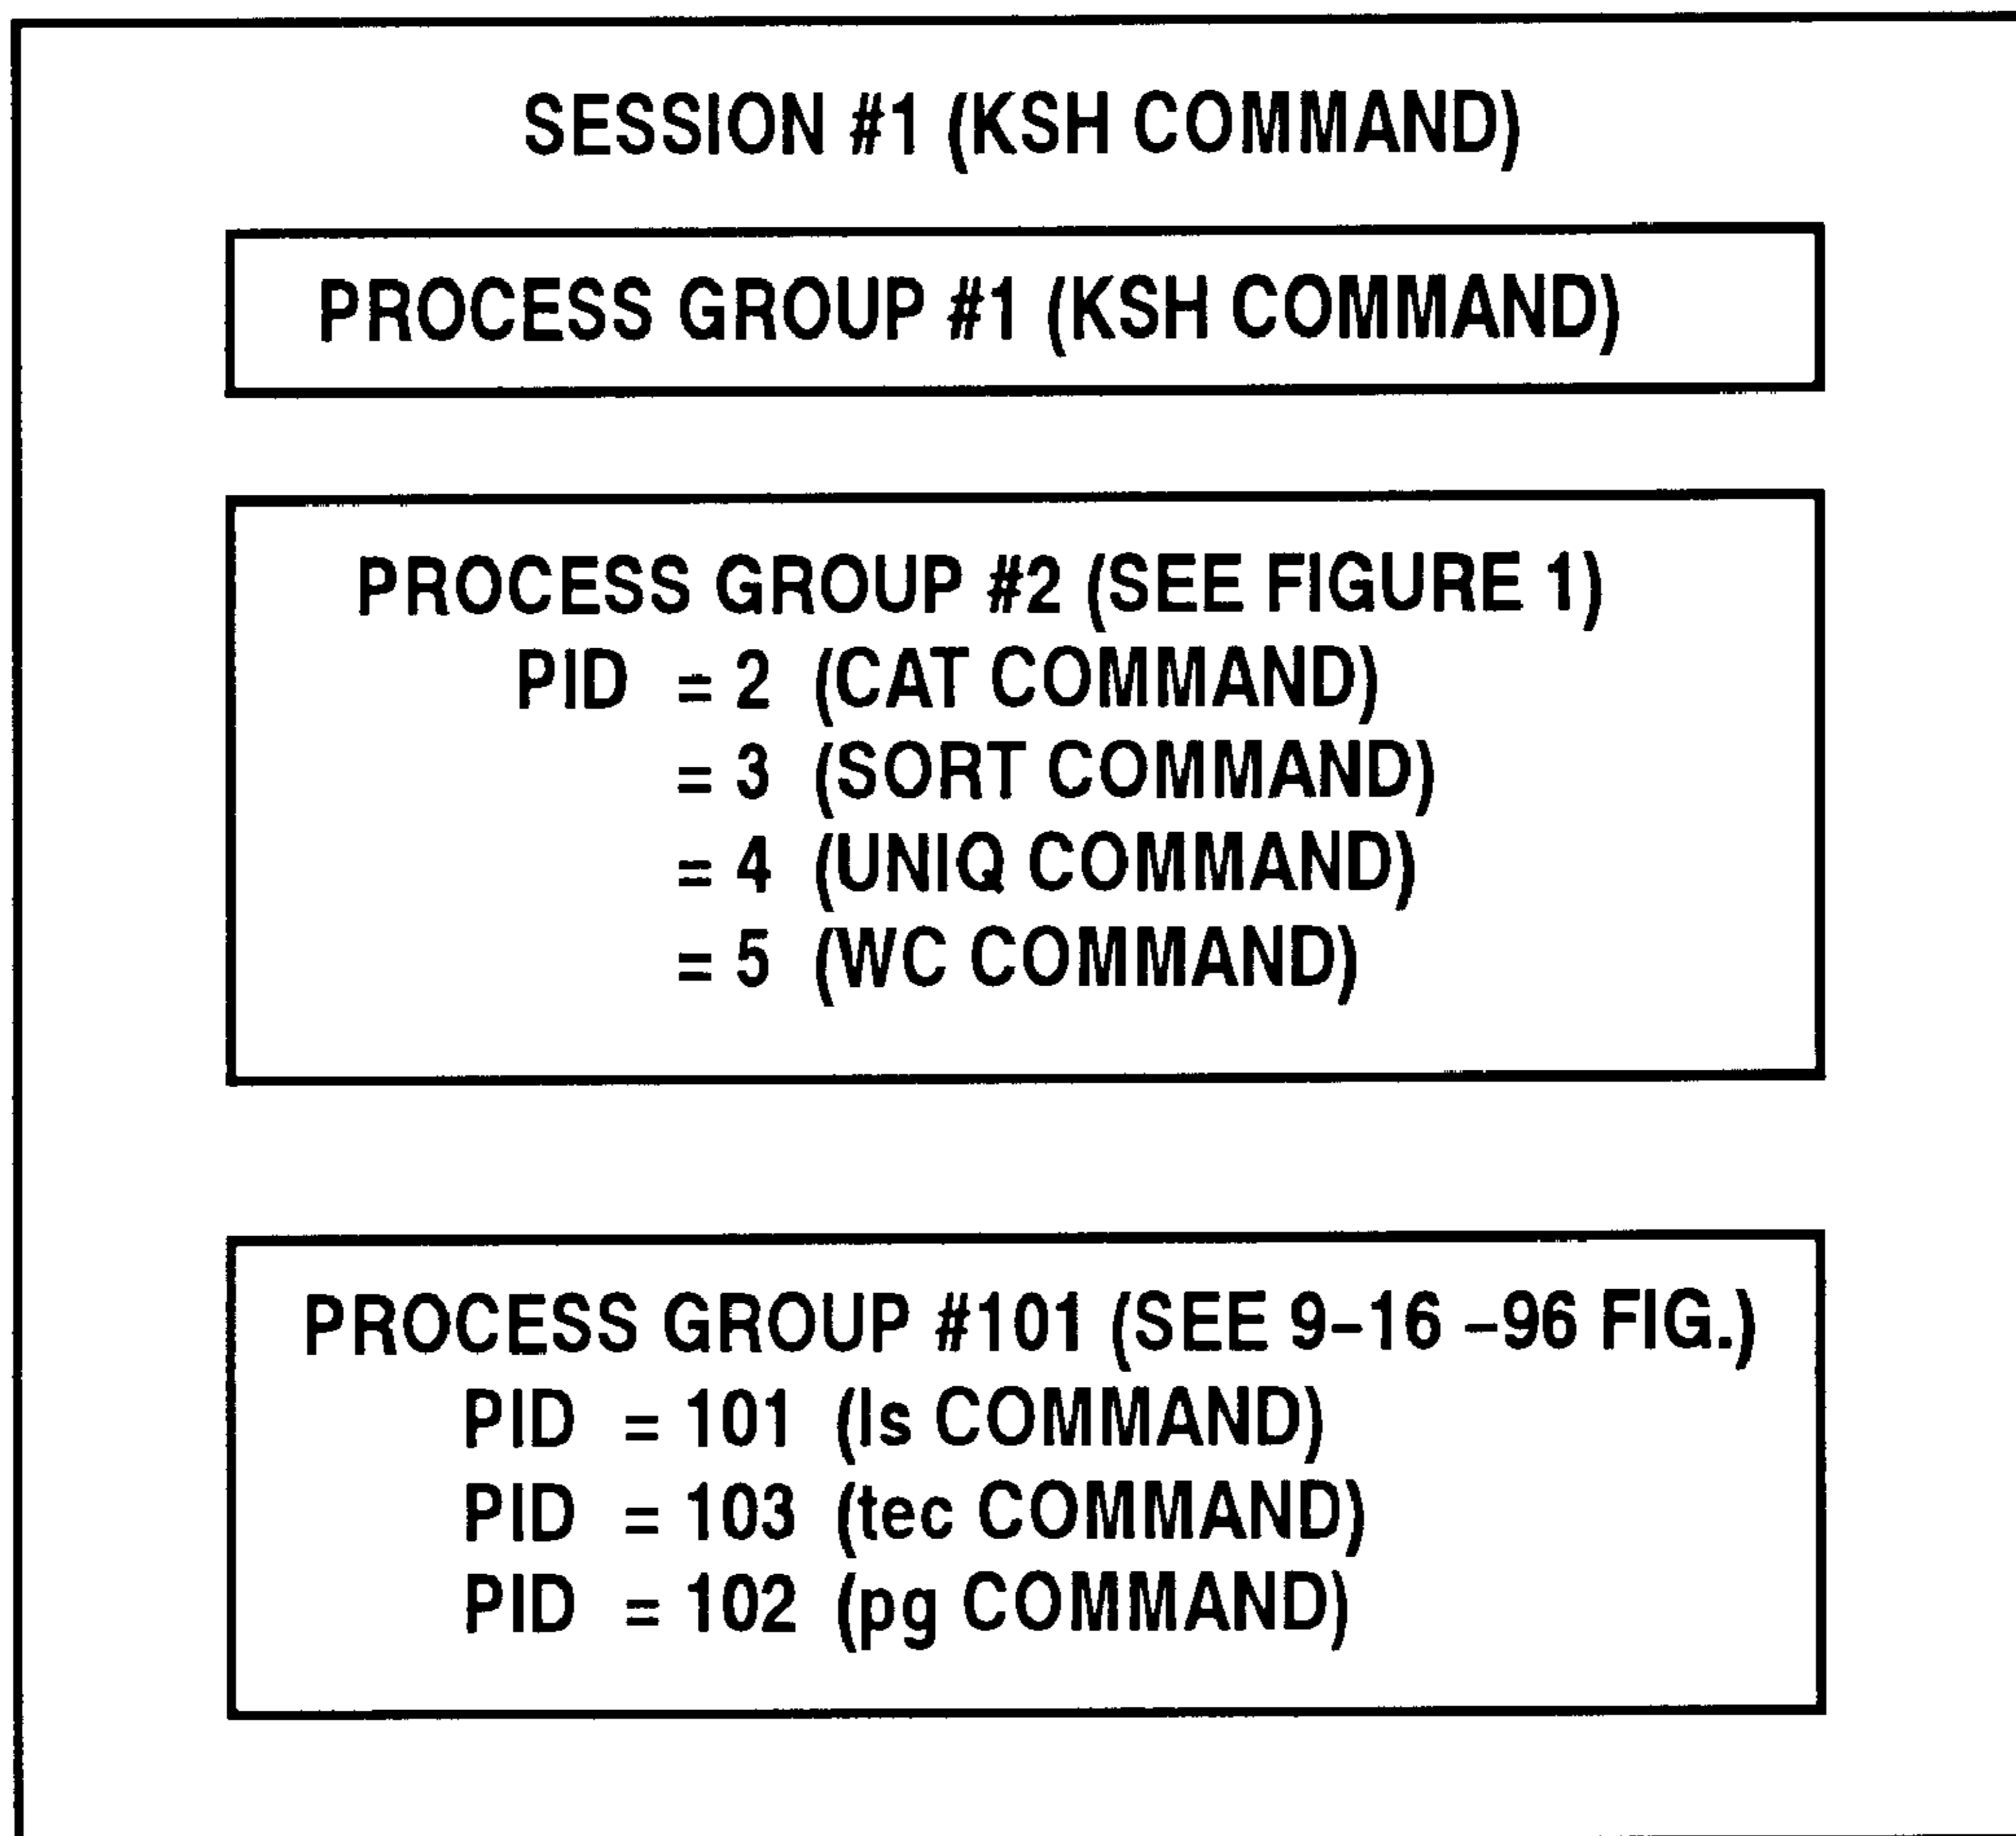 SESSION #1 (KSH COMMAND)
PROCESS GROUP #1 (KSH COMMAND)
PROCESS GROUP #2 (SEE FIGURE 1)
PID = 2 (CAT COMMAND)
= 3 (SORT COMMAND)
= 4 (UNIQ COMMAND)
= 5 (WC COMMAND)
PROCESS GROUP #101 (SEE 9–16 –96 FIG.)
PID = 101 (ls COMMAND)
PID = 103 (tec COMMAND)
PID = 102 (pg COMMAND)